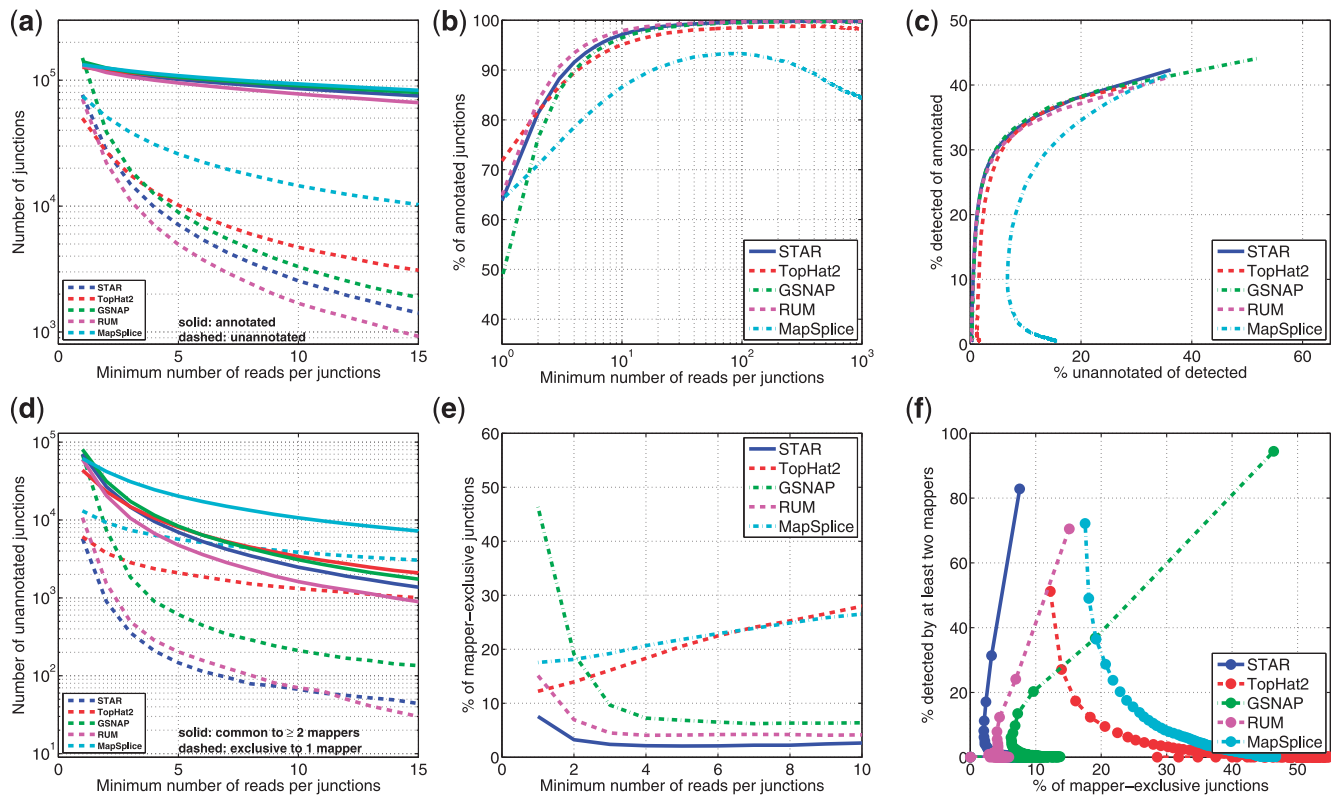 (a)
Number of junctions
10^5
10^4
10^3
STAR
TopHat2
GSNAP
RUM
MapSplice
solid: annotated
dashed: unannotated
0 5 10 15
Minimum number of reads per junctions
(b)
% of annotated junctions
100
90
80
70
60
50
40
STAR
TopHat2
GSNAP
RUM
MapSplice
10^0 10^1 10^2 10^3
Minimum number of reads per junctions
(c)
% detected of annotated
50
40
30
20
10
0
STAR
TopHat2
GSNAP
RUM
MapSplice
0 20 40 60
% unannotated of detected
(d)
Number of unannotated junctions
10^5
10^4
10^3
10^2
10^1
STAR
TopHat2
GSNAP
RUM
MapSplice
solid: common to ≥ 2 mappers
dashed: exclusive to 1 mapper
0 5 10 15
Minimum number of reads per junctions
(e)
% of mapper−exclusive junctions
60
50
40
30
20
10
0
STAR
TopHat2
GSNAP
RUM
MapSplice
0 2 4 6 8 10
Minimum number of reads per junctions
(f)
% detected by at least two mappers
100
80
60
40
20
0
STAR
TopHat2
GSNAP
RUM
MapSplice
0 10 20 30 40 50
% of mapper−exclusive junctions